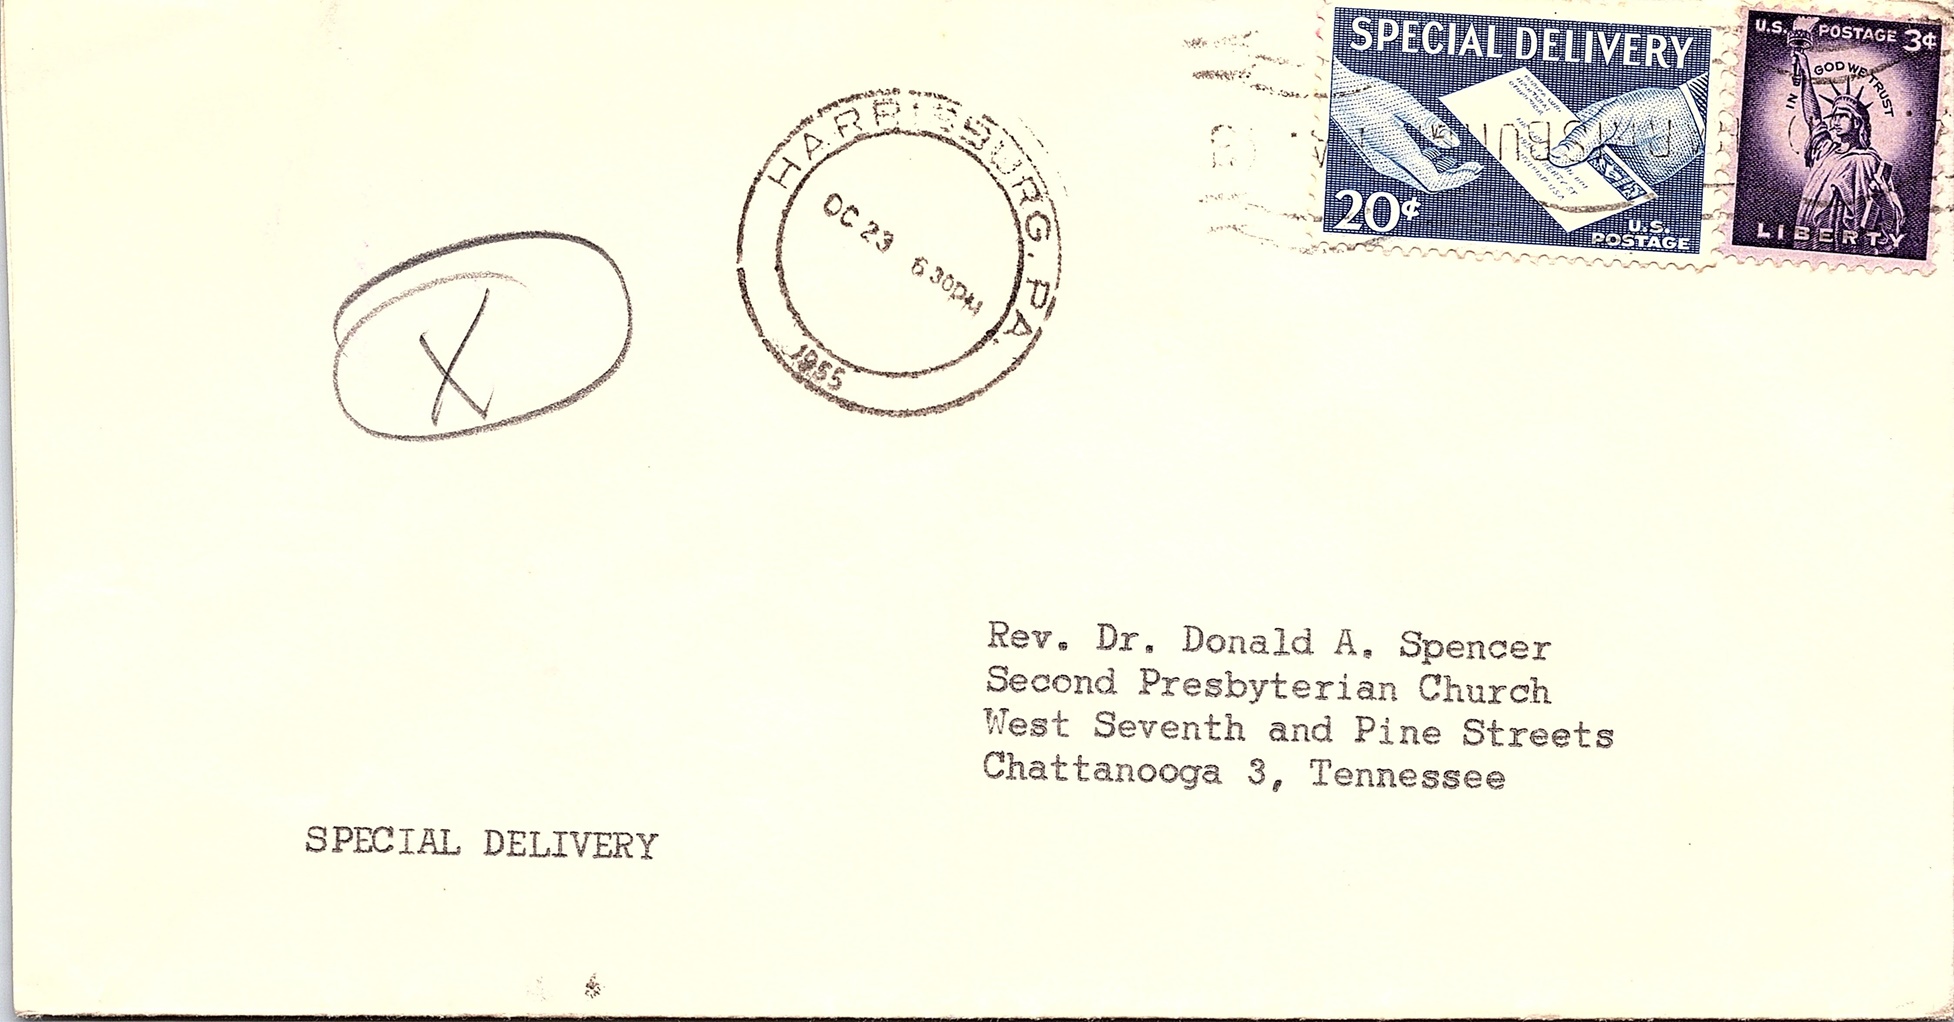 SPECIAL DELIVERY
20¢
U.S.
POSTAGE
U.S. POSTAGE 3¢
IN GOD WE TRUST
LIBERTY
HARRISBURG. PA.
OC 23
6 30PM
1955
X
Rev. Dr. Donald A. Spencer
Second Presbyterian Church
West Seventh and Pine Streets
Chattanooga 3, Tennessee
SPECIAL DELIVERY